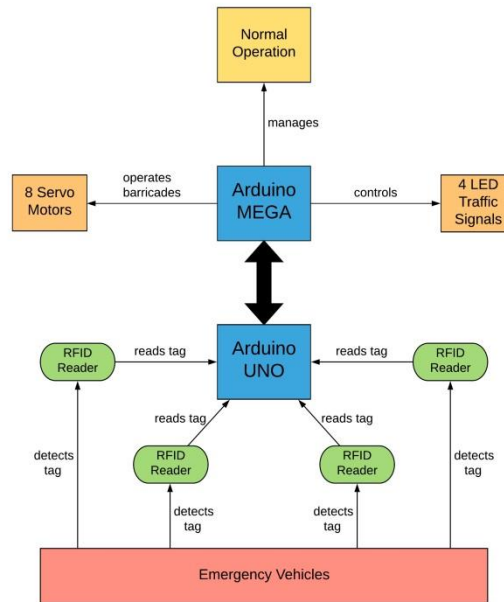 Normal
Operation
manages
operates
barricades
8 Servo
Motors
Arduino
MEGA
controls
4 LED
Traffic
Signals
RFID
Reader
reads tag
Arduino
UNO
reads tag
RFID
Reader
reads tag
reads tag
RFID
Reader
RFID
Reader
detects
tag
detects
tag
detects
tag
detects
tag
Emergency Vehicles